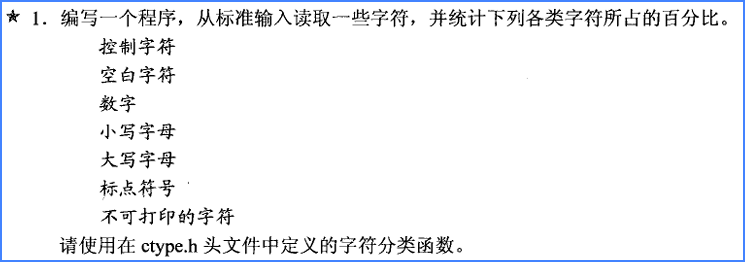 ★ 1．编写一个程序，从标准输入读取一些字符，并统计下列各类字符所占的百分比。
控制字符
空白字符
数字
小写字母
大写字母
标点符号
不可打印的字符
请使用在 ctype.h 头文件中定义的字符分类函数。